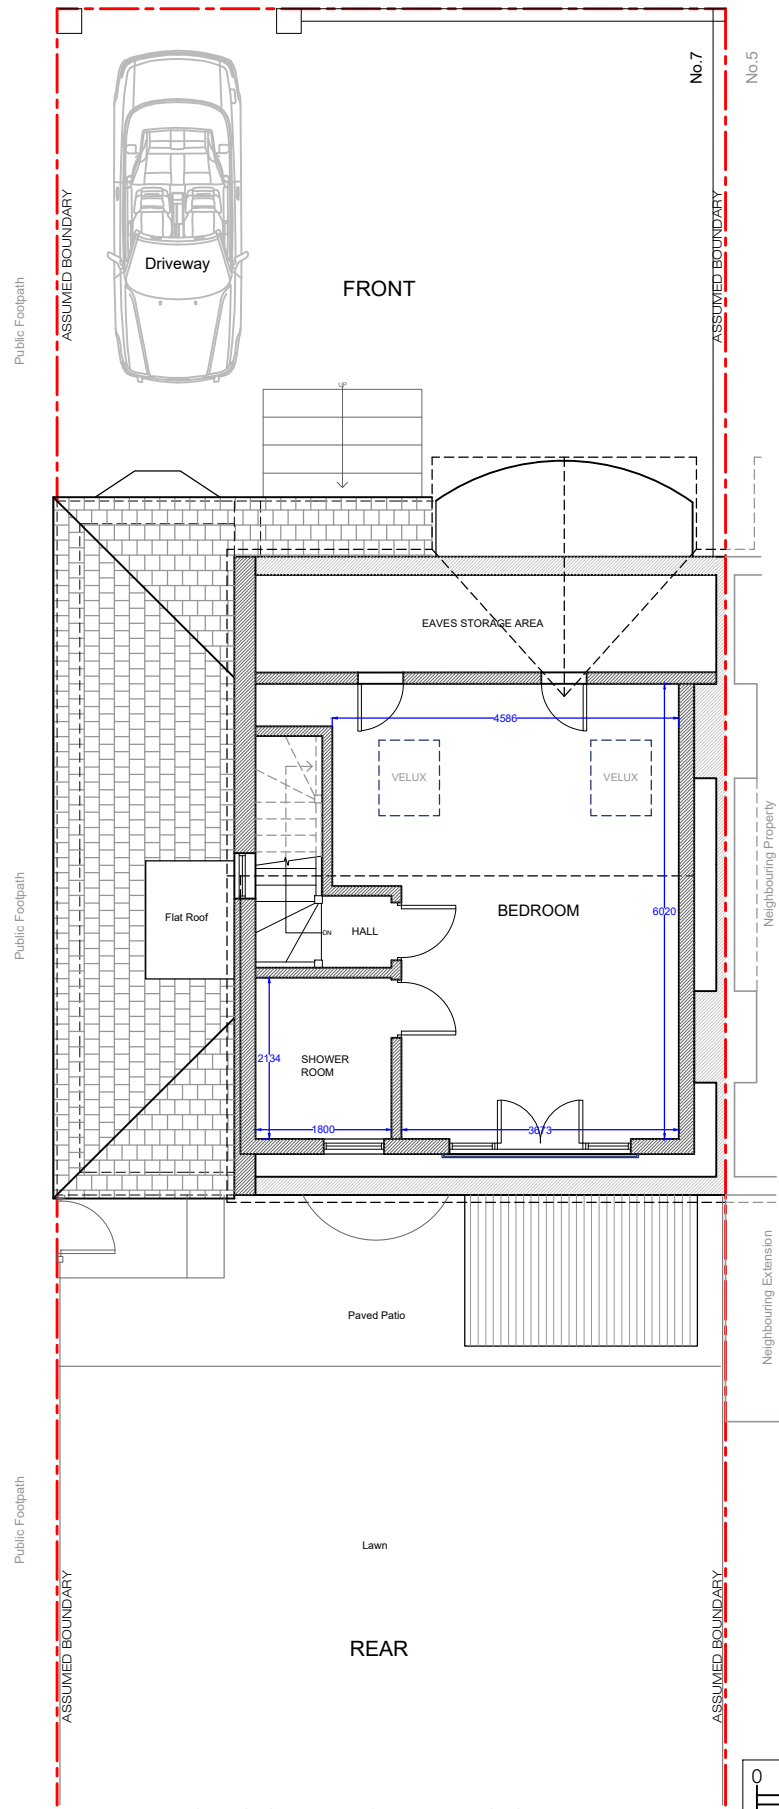 No.7
No.5
ASSUMED BOUNDARY
ASSUMED BOUNDARY
Public Footpath
Driveway
FRONT
UP
EAVES STORAGE AREA
4586
VELUX
VELUX
Neighbouring Property
Public Footpath
Flat Roof
BEDROOM
6020
HALL
DN
2134
SHOWER
ROOM
1800
3673
Neighbouring Extension
Paved Patio
Public Footpath
Lawn
ASSUMED BOUNDARY
ASSUMED BOUNDARY
REAR
0